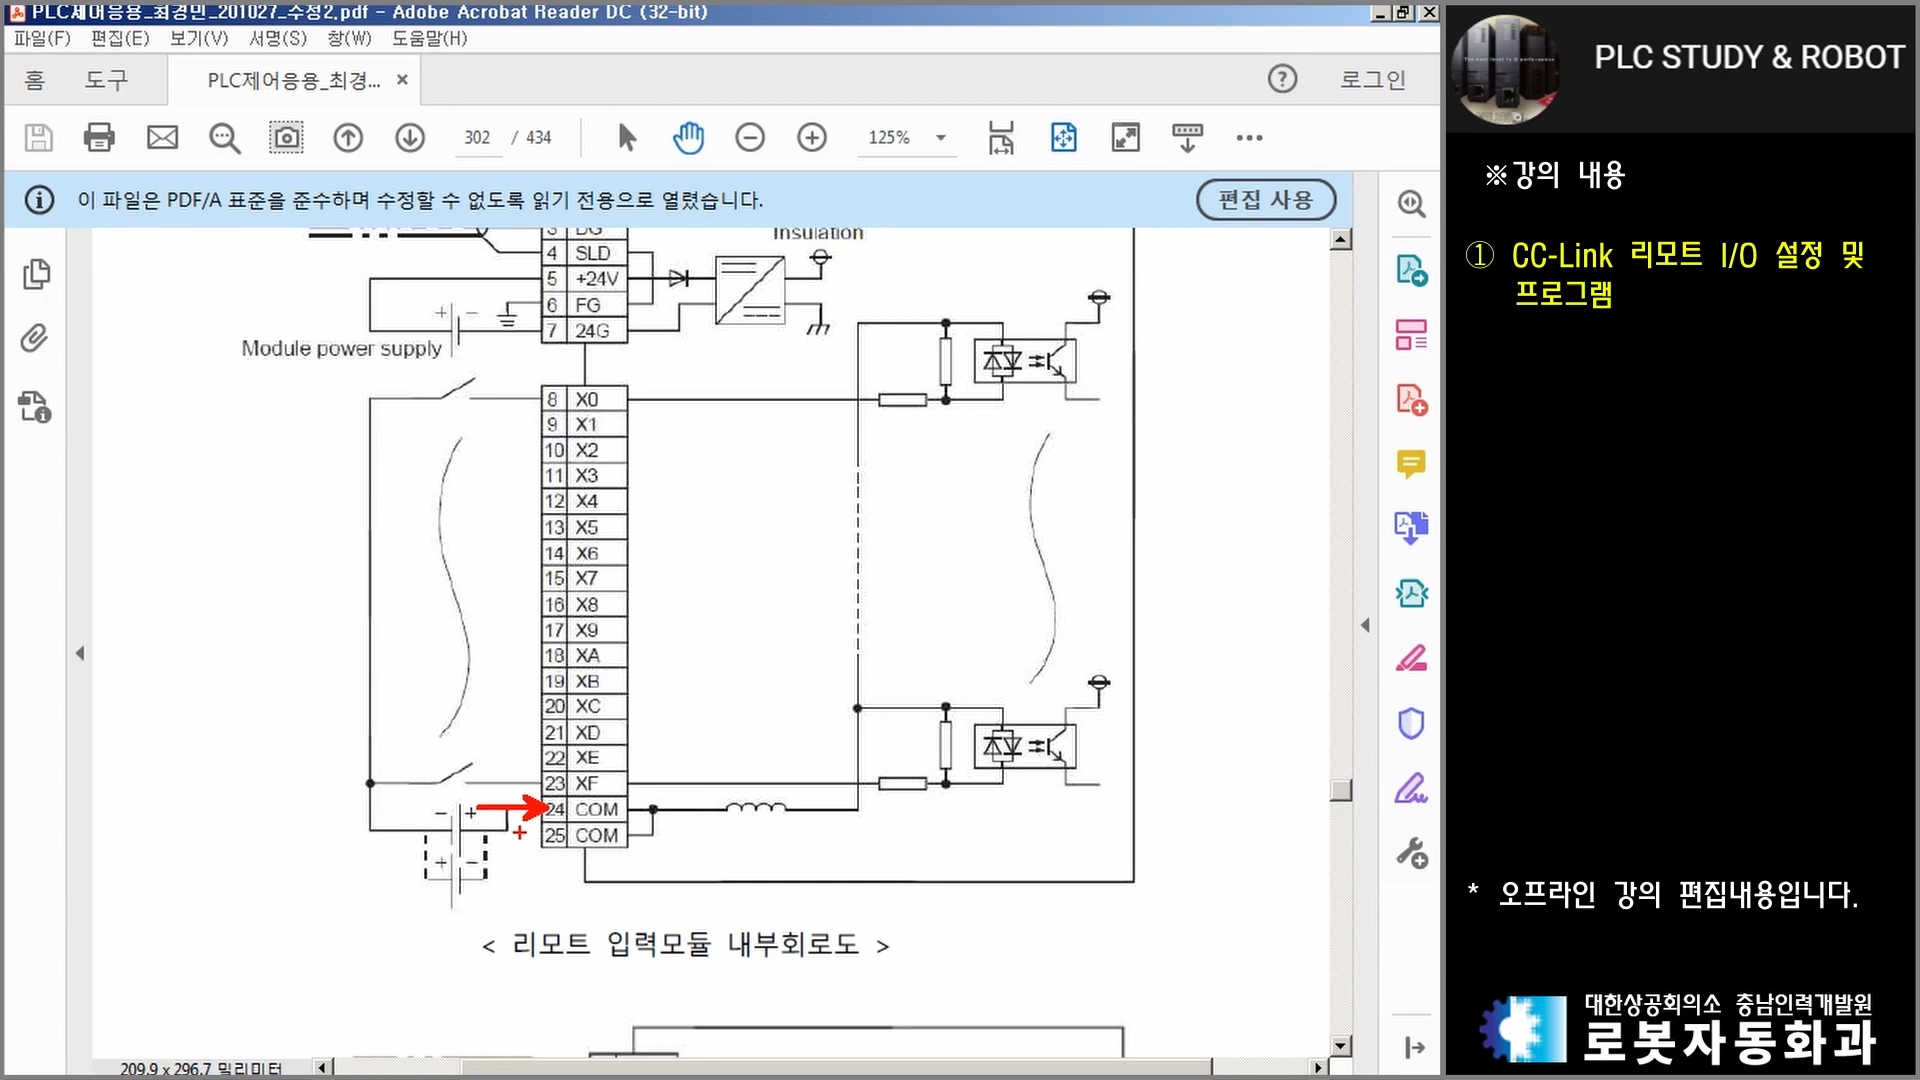 PLC제어응용_최경민_201027_수정2.pdf - Adobe Acrobat Reader DC (32-bit)
파일(F) 편집(E) 보기(V) 서명(S) 창(W) 도움말(H)
홈 도구 PLC제어응용_최경... × 로그인
302 / 434 125%
이 파일은 PDF/A 표준을 준수하며 수정할 수 없도록 읽기 전용으로 열렸습니다. 편집 사용
3 DG
Insulation
4 SLD
5 +24V
6 FG
+ −
7 24G
Module power supply
8 X0
9 X1
10 X2
11 X3
12 X4
13 X5
14 X6
15 X7
16 X8
17 X9
18 XA
19 XB
20 XC
21 XD
22 XE
23 XF
− + 24 COM
+
25 COM
+ −
< 리모트 입력모듈 내부회로도 >
209.9 x 296.7 밀리미터
PLC STUDY & ROBOT
※강의 내용
① CC-Link 리모트 I/O 설정 및
프로그램
* 오프라인 강의 편집내용입니다.
대한상공회의소 충남인력개발원
로봇자동화과